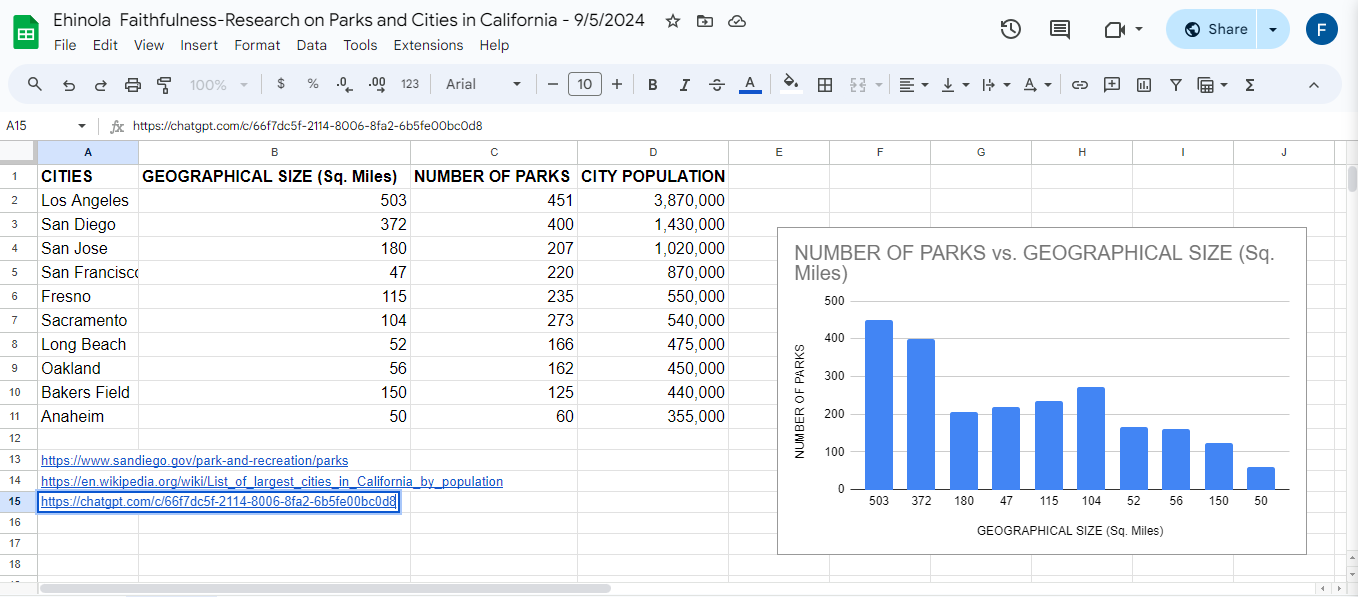 Ehinola  Faithfulness-Research on Parks and Cities in California - 9/5/2024
Share
F
File Edit View Insert Format Data Tools Extensions Help
100% $ % .0 .00 123 Arial 10 B I A A Σ
A15 fx https://chatgpt.com/c/66f7dc5f-2114-8006-8fa2-6b5fe00bc0d8
A B C D E F G H I J
1 CITIES GEOGRAPHICAL SIZE (Sq. Miles) NUMBER OF PARKS CITY POPULATION
2 Los Angeles 503 451 3,870,000
3 San Diego 372 400 1,430,000
4 San Jose 180 207 1,020,000
5 San Francisco 47 220 870,000
6 Fresno 115 235 550,000
7 Sacramento 104 273 540,000
8 Long Beach 52 166 475,000
9 Oakland 56 162 450,000
10 Bakers Field 150 125 440,000
11 Anaheim 50 60 355,000
12
13 https://www.sandiego.gov/park-and-recreation/parks
14 https://en.wikipedia.org/wiki/List_of_largest_cities_in_California_by_population
15 https://chatgpt.com/c/66f7dc5f-2114-8006-8fa2-6b5fe00bc0d8
16
17
18
NUMBER OF PARKS vs. GEOGRAPHICAL SIZE (Sq.
Miles)
NUMBER OF PARKS
500
400
300
200
100
0
503 372 180 47 115 104 52 56 150 50
GEOGRAPHICAL SIZE (Sq. Miles)